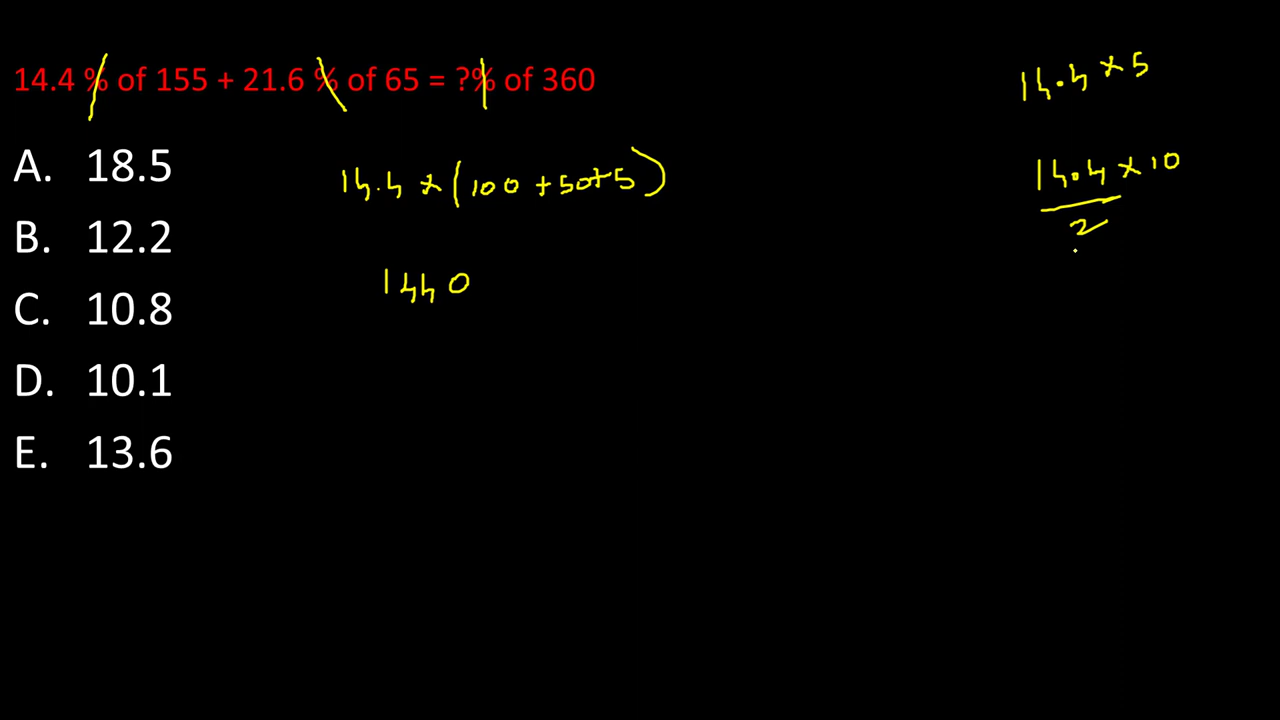 14.4 % of 155 + 21.6 % of 65 = ?% of 360
A. 18.5
B. 12.2
C. 10.8
D. 10.1
E. 13.6
14.4 × (100 + 50+5)
1440
14.4 × 5
14.4 × 10
2